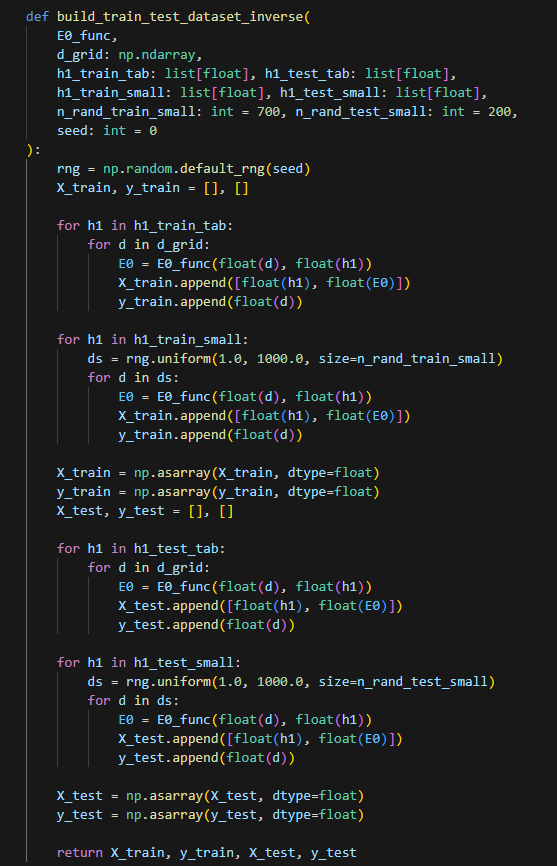 def build_train_test_dataset_inverse(
    E0_func,
    d_grid: np.ndarray,
    h1_train_tab: list[float], h1_test_tab: list[float],
    h1_train_small: list[float], h1_test_small: list[float],
    n_rand_train_small: int = 700, n_rand_test_small: int = 200,
    seed: int = 0
):
    rng = np.random.default_rng(seed)
    X_train, y_train = [], []

    for h1 in h1_train_tab:
        for d in d_grid:
            E0 = E0_func(float(d), float(h1))
            X_train.append([float(h1), float(E0)])
            y_train.append(float(d))

    for h1 in h1_train_small:
        ds = rng.uniform(1.0, 1000.0, size=n_rand_train_small)
        for d in ds:
            E0 = E0_func(float(d), float(h1))
            X_train.append([float(h1), float(E0)])
            y_train.append(float(d))

    X_train = np.asarray(X_train, dtype=float)
    y_train = np.asarray(y_train, dtype=float)
    X_test, y_test = [], []

    for h1 in h1_test_tab:
        for d in d_grid:
            E0 = E0_func(float(d), float(h1))
            X_test.append([float(h1), float(E0)])
            y_test.append(float(d))

    for h1 in h1_test_small:
        ds = rng.uniform(1.0, 1000.0, size=n_rand_test_small)
        for d in ds:
            E0 = E0_func(float(d), float(h1))
            X_test.append([float(h1), float(E0)])
            y_test.append(float(d))

    X_test = np.asarray(X_test, dtype=float)
    y_test = np.asarray(y_test, dtype=float)

    return X_train, y_train, X_test, y_test